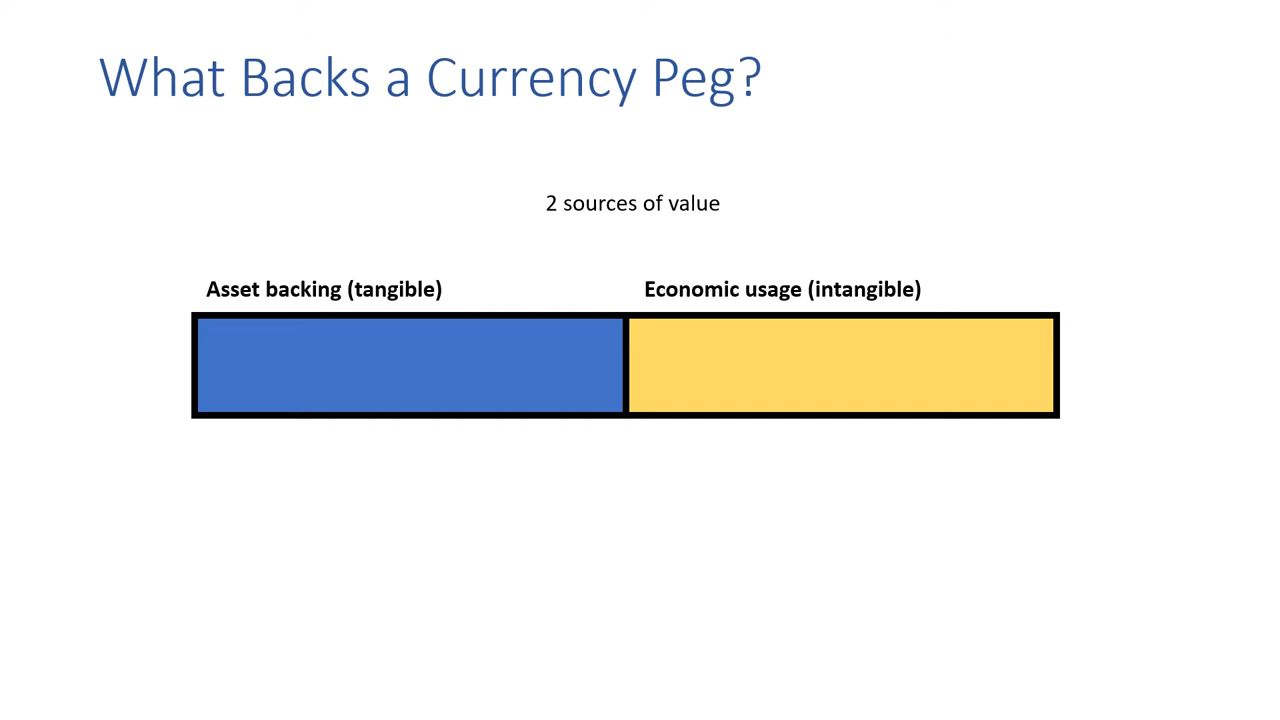 What Backs a Currency Peg?
2 sources of value
Asset backing (tangible)
Economic usage (intangible)